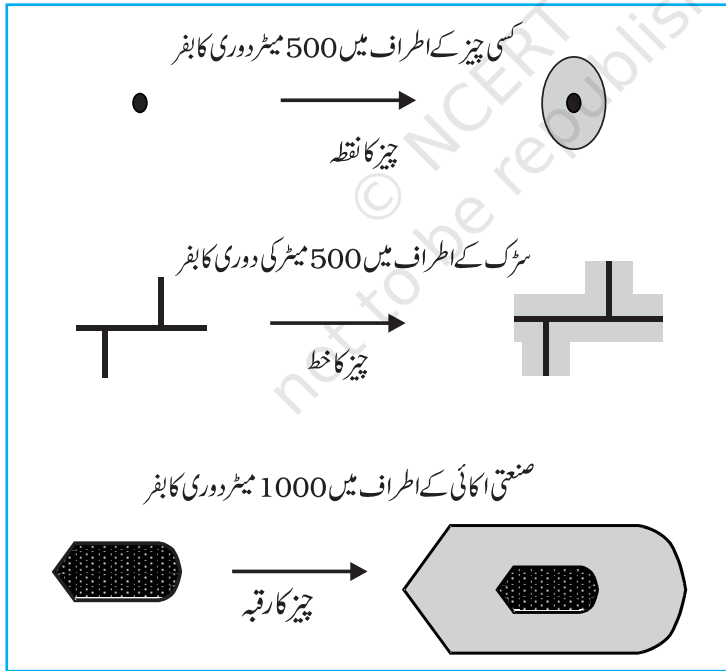 کسی چیز کے اطراف میں 500 میٹر دوری کا بفر
چیز کا نقطہ
سڑک کے اطراف میں 500 میٹر کی دوری کا بفر
چیز کا خط
صنعتی اکائی کے اطراف میں 1000 میٹر دوری کا بفر
چیز کا رقبہ
© NCERT
not to be republish